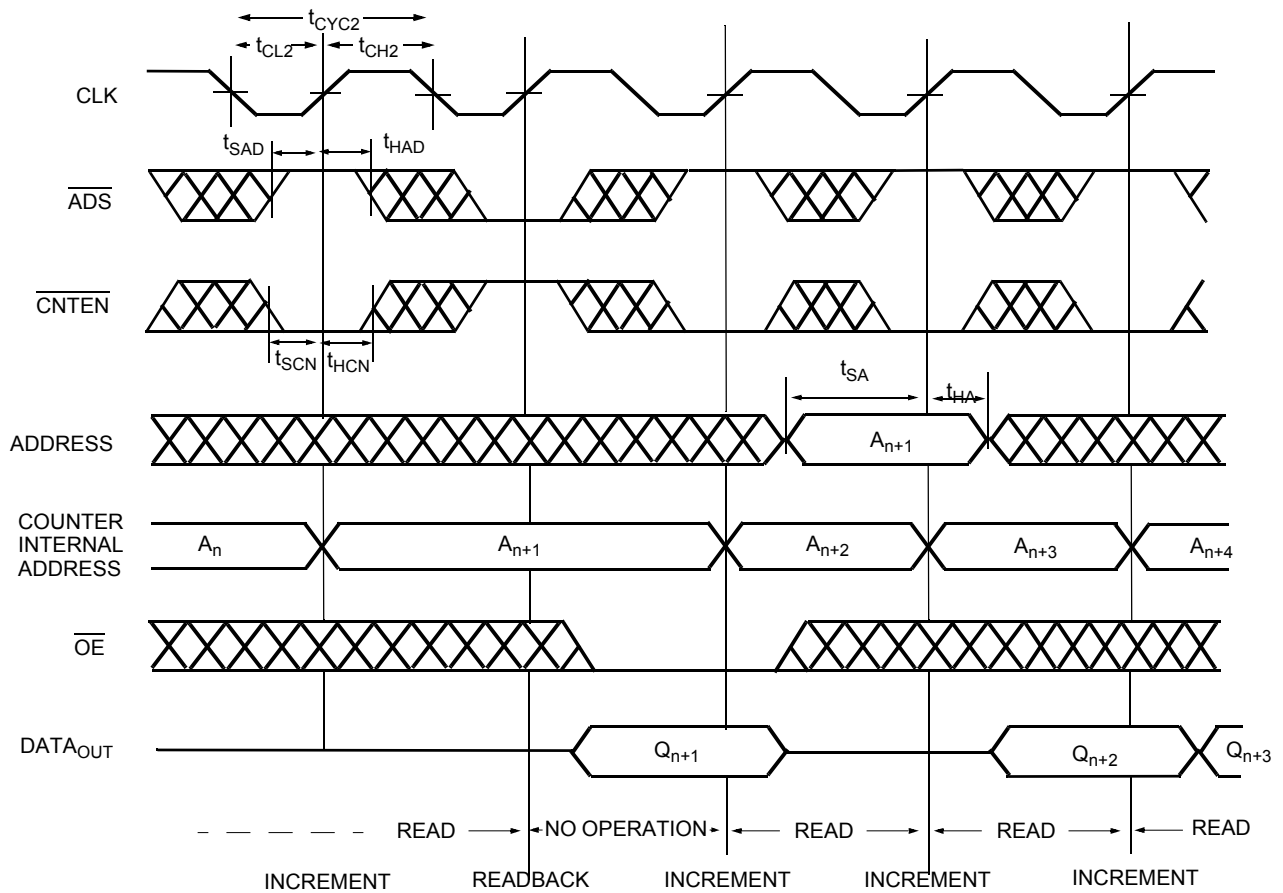 tCYC2
tCL2 tCH2
CLK
tSAD tHAD
ADS
CNTEN
tSCN tHCN
tSA
tHA
ADDRESS An+1
COUNTER
INTERNAL
ADDRESS
An An+1 An+2 An+3 An+4
OE
DATAOUT Qn+1 Qn+2 Qn+3
READ NO OPERATION READ READ READ
INCREMENT READBACK INCREMENT INCREMENT INCREMENT